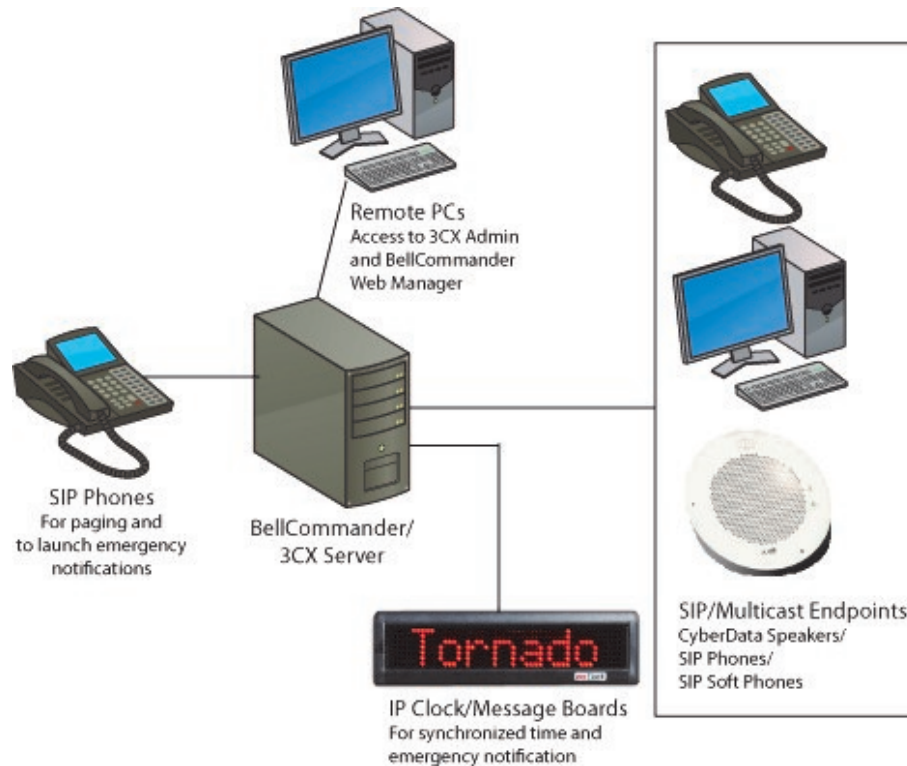 Remote PCs
Access to 3CX Admin
and BellCommander
Web Manager
SIP Phones
For paging and
to launch emergency
notifications
BellCommander/
3CX Server
Tornado
IP Clock/Message Boards
For synchronized time and
emergency notification
SIP/Multicast Endpoints
CyberData Speakers/
SIP Phones/
SIP Soft Phones